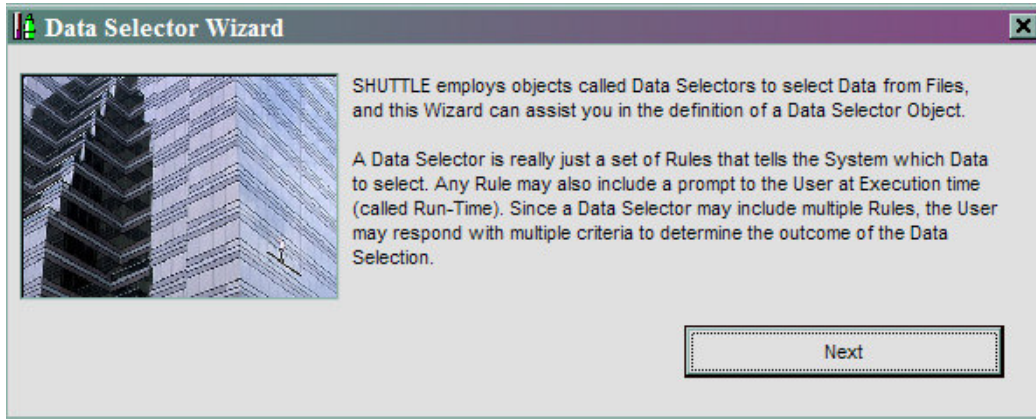 Data Selector Wizard
SHUTTLE employs objects called Data Selectors to select Data from Files,
and this Wizard can assist you in the definition of a Data Selector Object.
A Data Selector is really just a set of Rules that tells the System which Data
to select. Any Rule may also include a prompt to the User at Execution time
(called Run-Time). Since a Data Selector may include multiple Rules, the User
may respond with multiple criteria to determine the outcome of the Data
Selection.
Next